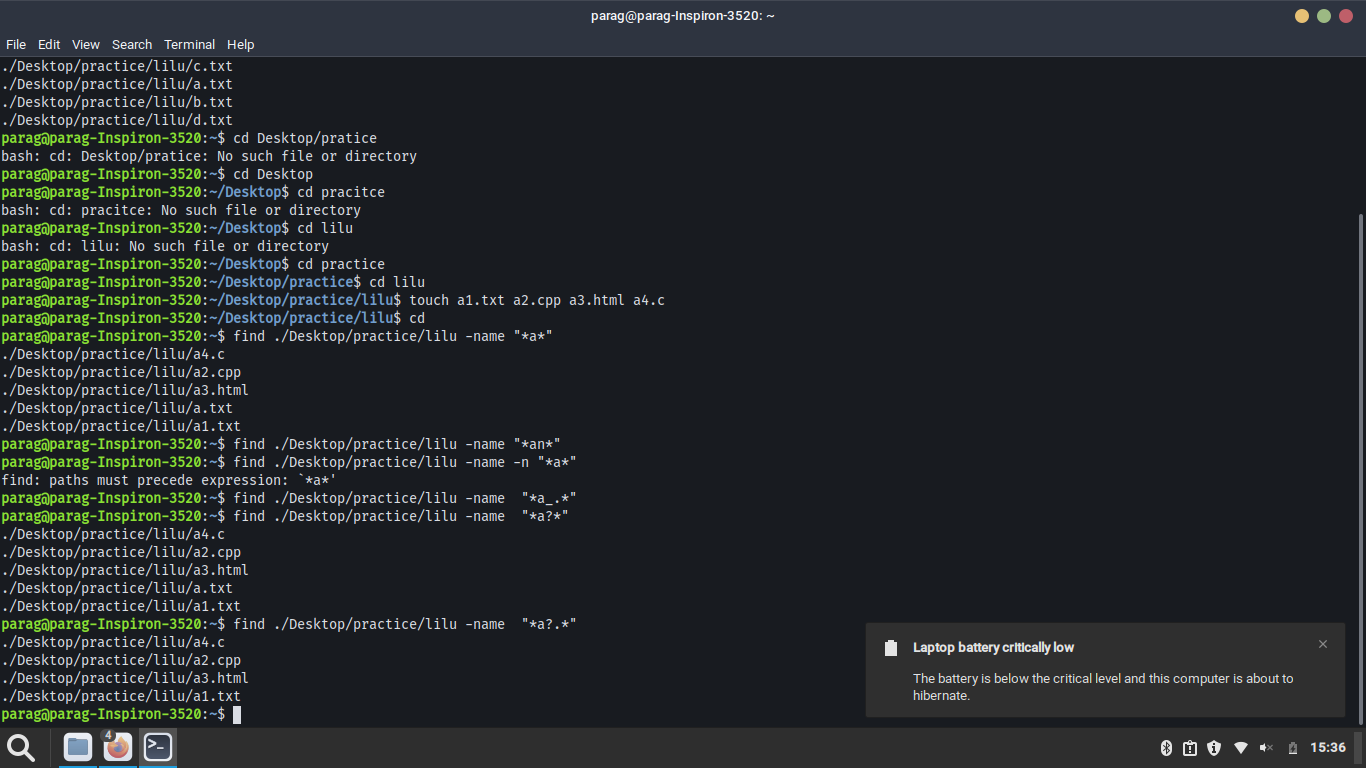 parag@parag-Inspiron-3520: ~
File Edit View Search Terminal Help
./Desktop/practice/lilu/c.txt
./Desktop/practice/lilu/a.txt
./Desktop/practice/lilu/b.txt
./Desktop/practice/lilu/d.txt
parag@parag-Inspiron-3520:~$ cd Desktop/pratice
bash: cd: Desktop/pratice: No such file or directory
parag@parag-Inspiron-3520:~$ cd Desktop
parag@parag-Inspiron-3520:~/Desktop$ cd pracitce
bash: cd: pracitce: No such file or directory
parag@parag-Inspiron-3520:~/Desktop$ cd lilu
bash: cd: lilu: No such file or directory
parag@parag-Inspiron-3520:~/Desktop$ cd practice
parag@parag-Inspiron-3520:~/Desktop/practice$ cd lilu
parag@parag-Inspiron-3520:~/Desktop/practice/lilu$ touch a1.txt a2.cpp a3.html a4.c
parag@parag-Inspiron-3520:~/Desktop/practice/lilu$ cd
parag@parag-Inspiron-3520:~$ find ./Desktop/practice/lilu -name "*a*"
./Desktop/practice/lilu/a4.c
./Desktop/practice/lilu/a2.cpp
./Desktop/practice/lilu/a3.html
./Desktop/practice/lilu/a.txt
./Desktop/practice/lilu/a1.txt
parag@parag-Inspiron-3520:~$ find ./Desktop/practice/lilu -name "*an*"
parag@parag-Inspiron-3520:~$ find ./Desktop/practice/lilu -name -n "*a*"
find: paths must precede expression: `*a*'
parag@parag-Inspiron-3520:~$ find ./Desktop/practice/lilu -name  "*a_.*"
parag@parag-Inspiron-3520:~$ find ./Desktop/practice/lilu -name  "*a?*"
./Desktop/practice/lilu/a4.c
./Desktop/practice/lilu/a2.cpp
./Desktop/practice/lilu/a3.html
./Desktop/practice/lilu/a.txt
./Desktop/practice/lilu/a1.txt
parag@parag-Inspiron-3520:~$ find ./Desktop/practice/lilu -name  "*a?.*"
./Desktop/practice/lilu/a4.c
./Desktop/practice/lilu/a2.cpp
./Desktop/practice/lilu/a3.html
./Desktop/practice/lilu/a1.txt
parag@parag-Inspiron-3520:~$
Laptop battery critically low
The battery is below the critical level and this computer is about to
hibernate.
4
15:36